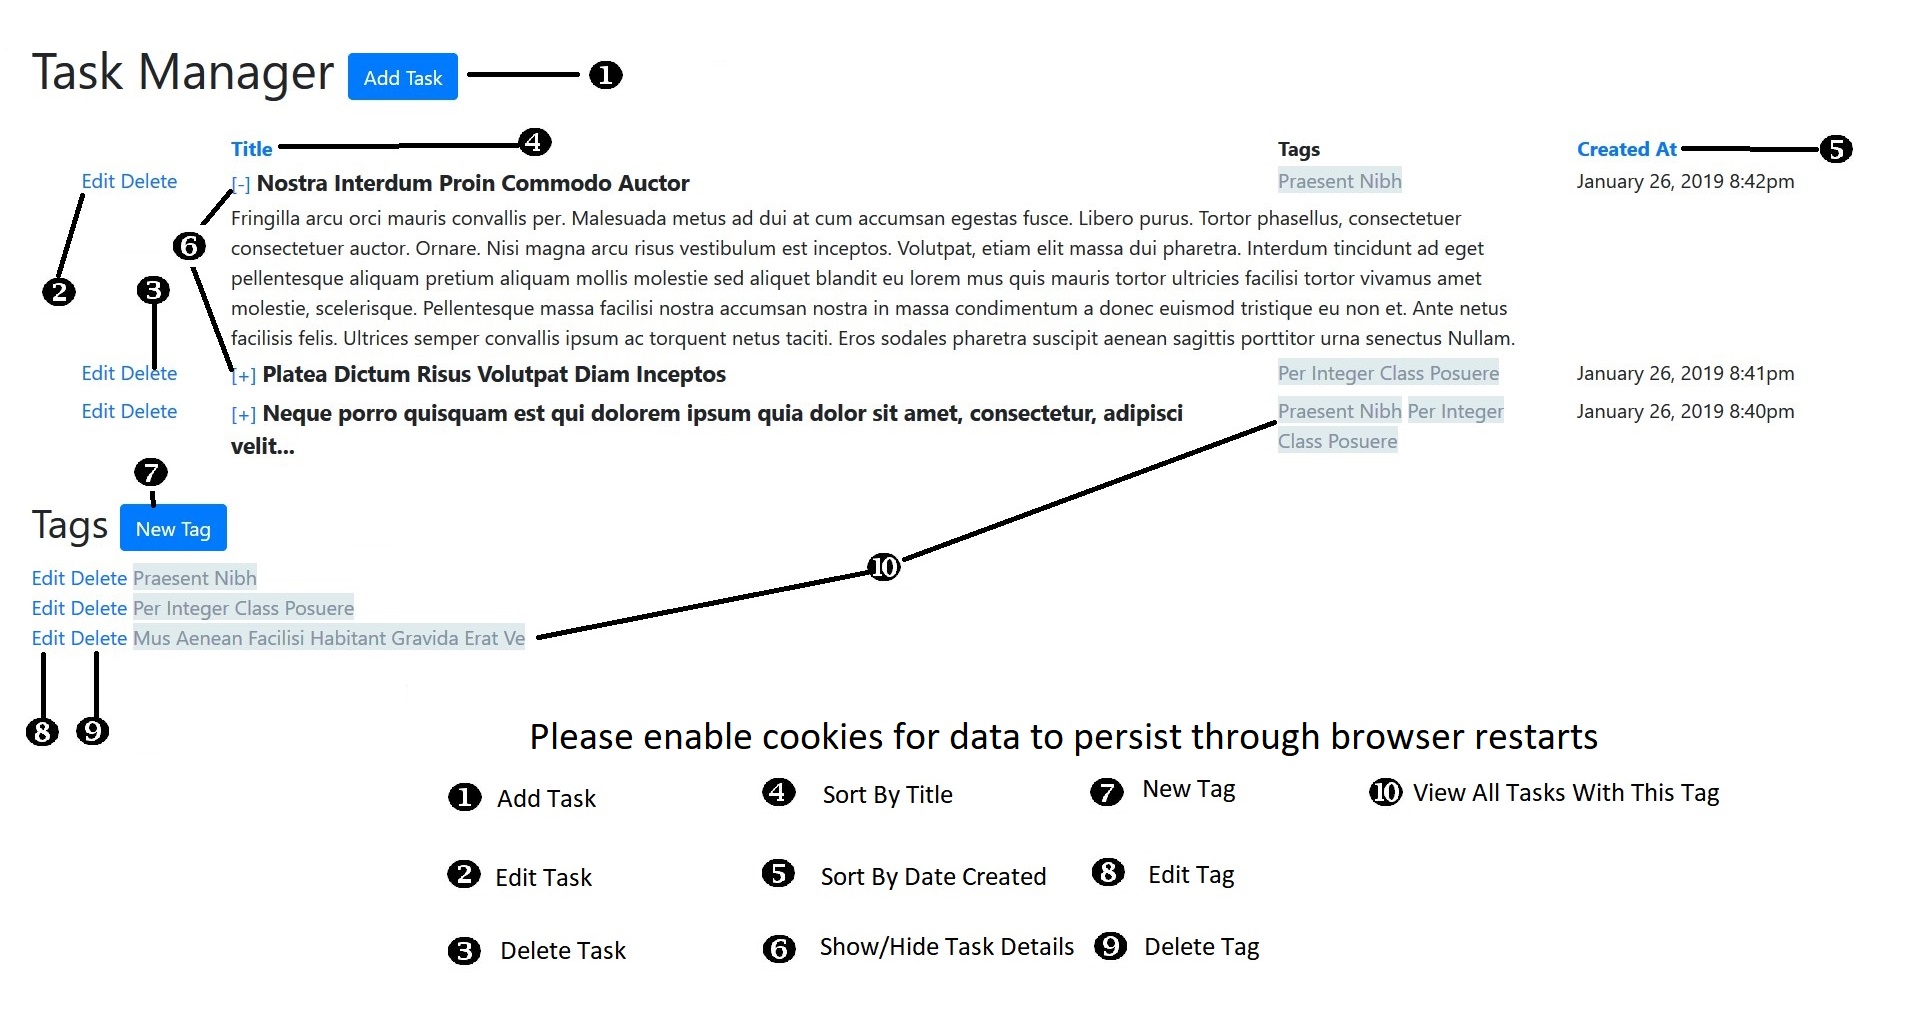 Task Manager Add Task 1
Title 4 Tags Created At 5
Edit Delete [-] Nostra Interdum Proin Commodo Auctor Praesent Nibh January 26, 2019 8:42pm
Fringilla arcu orci mauris convallis per. Malesuada metus ad dui at cum accumsan egestas fusce. Libero purus. Tortor phasellus, consectetuer
6 consectetuer auctor. Ornare. Nisi magna arcu risus vestibulum est inceptos. Volutpat, etiam elit massa dui pharetra. Interdum tincidunt ad eget
2 3 pellentesque aliquam pretium aliquam mollis molestie sed aliquet blandit eu lorem mus quis mauris tortor ultricies facilisi tortor vivamus amet
molestie, scelerisque. Pellentesque massa facilisi nostra accumsan nostra in massa condimentum a donec euismod tristique eu non et. Ante netus
facilisis felis. Ultrices semper convallis ipsum ac torquent netus taciti. Eros sodales pharetra suscipit aenean sagittis porttitor urna senectus Nullam.
Edit Delete [+] Platea Dictum Risus Volutpat Diam Inceptos Per Integer Class Posuere January 26, 2019 8:41pm
Edit Delete [+] Neque porro quisquam est qui dolorem ipsum quia dolor sit amet, consectetur, adipisci Praesent Nibh Per Integer January 26, 2019 8:40pm
velit... Class Posuere
7
Tags New Tag
10
Edit Delete Praesent Nibh
Edit Delete Per Integer Class Posuere
Edit Delete Mus Aenean Facilisi Habitant Gravida Erat Ve
8 9
Please enable cookies for data to persist through browser restarts
1 Add Task 4 Sort By Title 7 New Tag 10 View All Tasks With This Tag
2 Edit Task 5 Sort By Date Created 8 Edit Tag
3 Delete Task 6 Show/Hide Task Details 9 Delete Tag